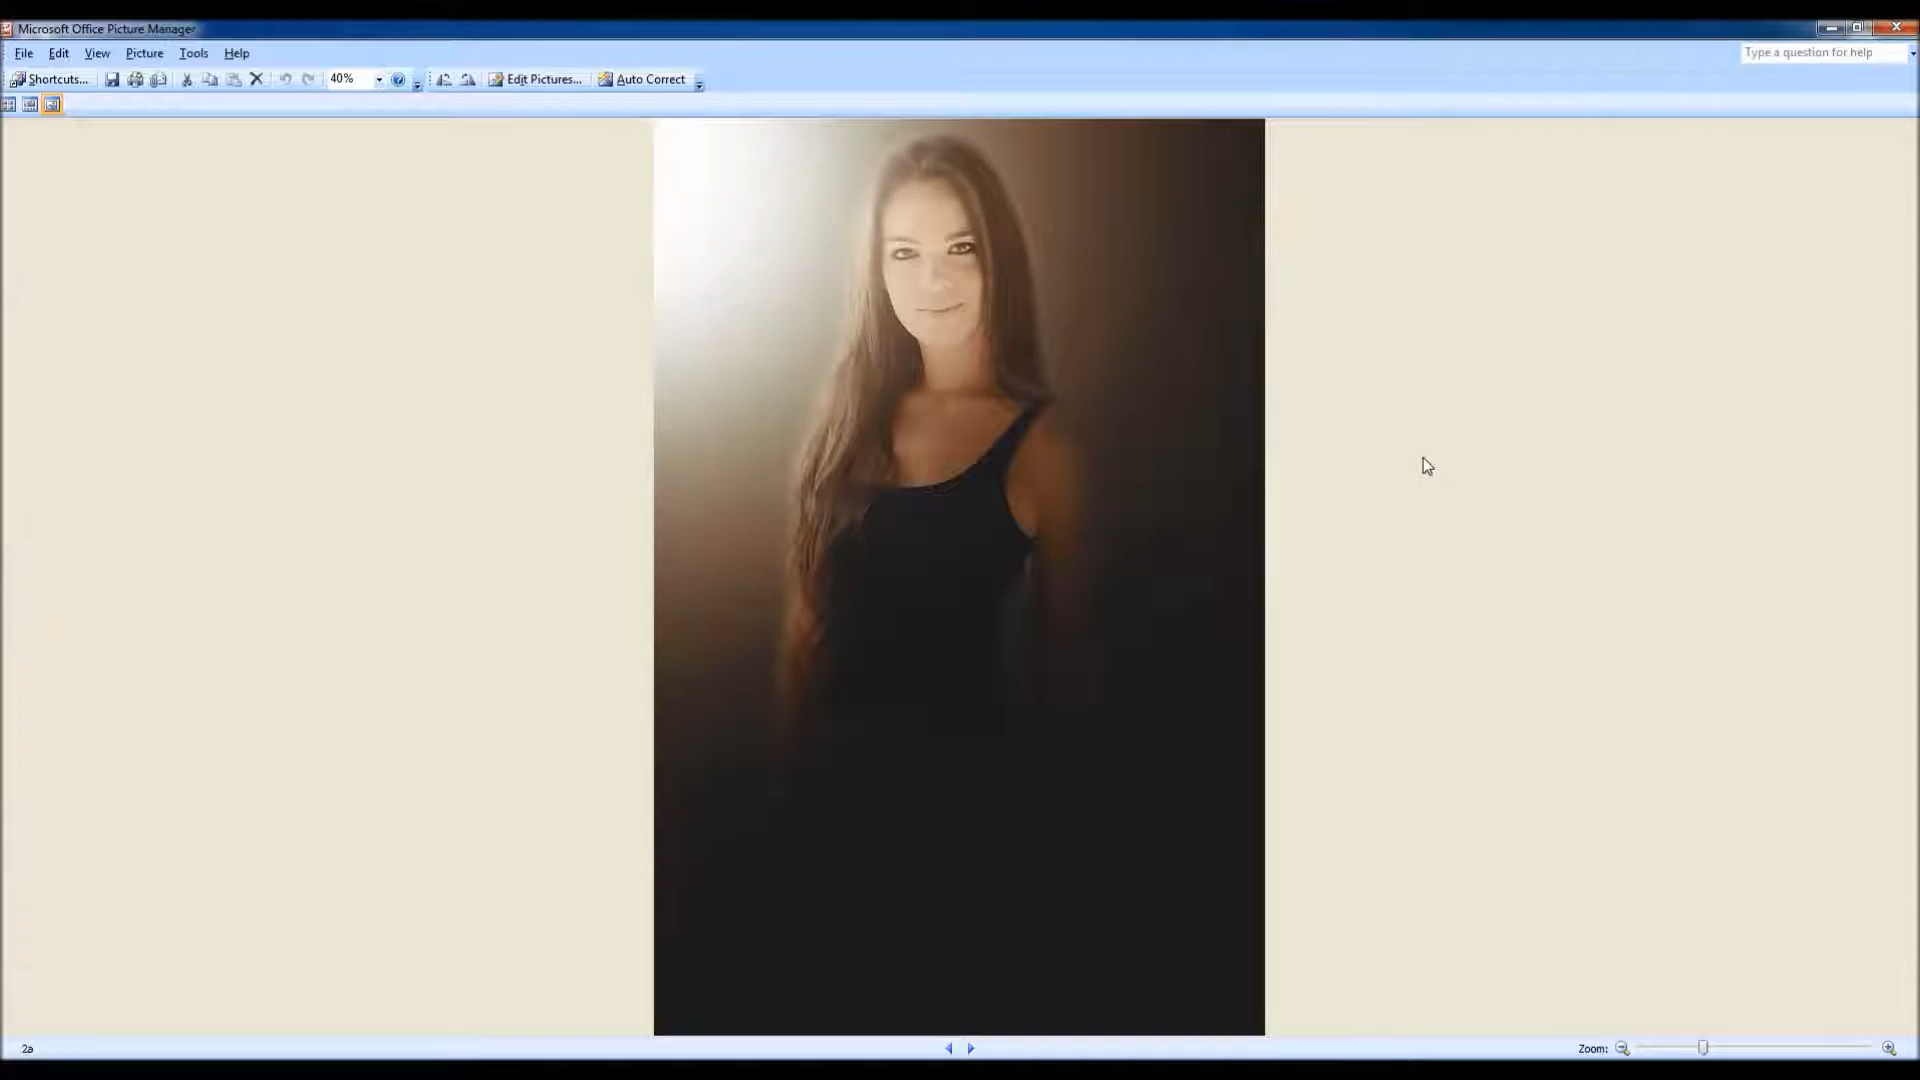 Microsoft Office Picture Manager
File Edit View Picture Tools Help
Type a question for help
Shortcuts... 40% Edit Pictures... Auto Correct
2a
Zoom: